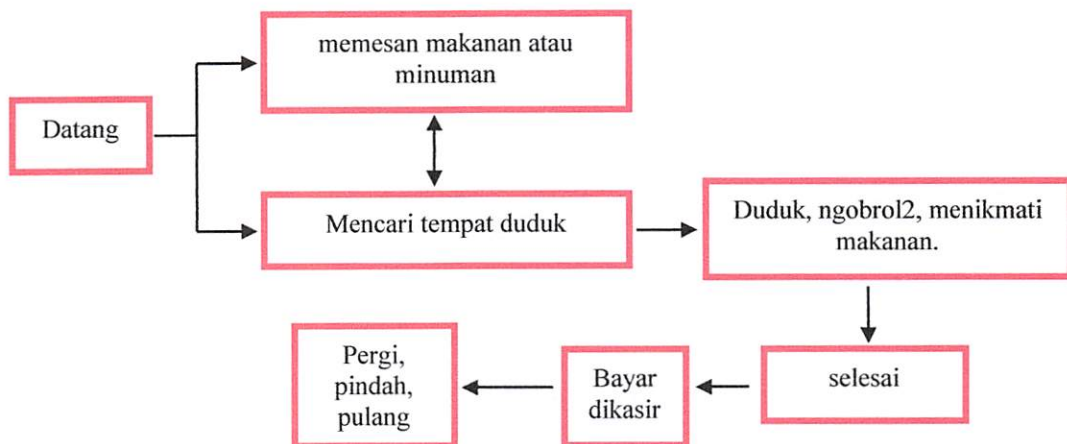 memesan makanan atau
minuman
Datang
Mencari tempat duduk
Duduk, ngobrol2, menikmati
makanan.
Pergi,
pindah,
pulang
Bayar
dikasir
selesai